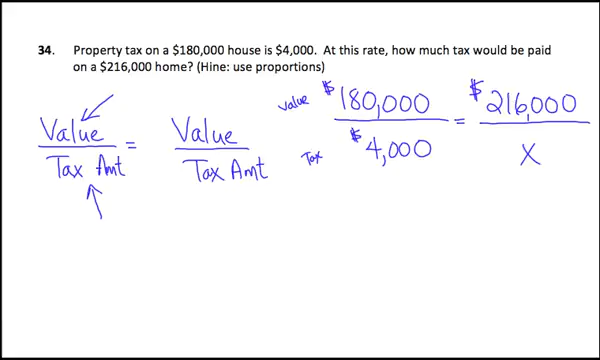 34. Property tax on a $180,000 house is $4,000. At this rate, how much tax would be paid
on a $216,000 home? (Hine: use proportions)
Value = Value
Tax Amt Tax Amt
Value $180,000 = $216,000
Tax $4,000 X